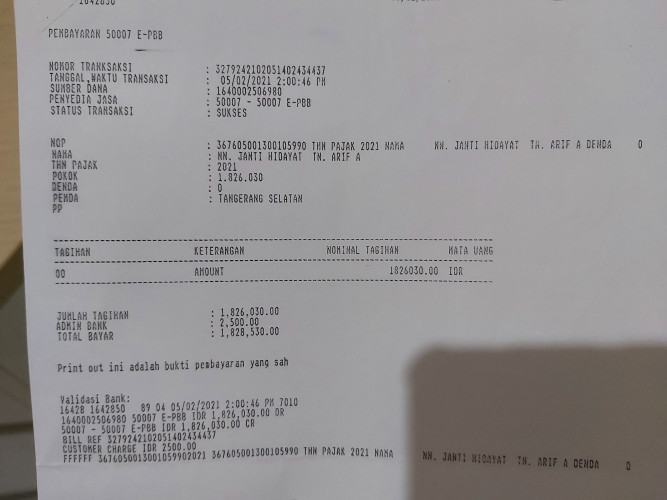 1642850
PEMBAYARAN 50007 E-PBB
NOMOR TRANKSAKSI : 3279242102051402434437
TANGGAL,WAKTU TRANSAKSI : 05/02/2021 2:00:46 PM
SUMBER DANA : 1640002506980
PENYEDIA JASA : 50007 - 50007 E-PBB
STATUS TRANSAKSI : SUKSES
NOP : 367605001300105990 THN PAJAK 2021 NAMA NN. JANTI HIDAYAT TN. ARIF A DENDA 0
NAMA : NN. JANTI HIDAYAT TN. ARIF A
THN PAJAK : 2021
POKOK : 1.826.030
DENDA : 0
PEMDA : TANGERANG SELATAN
PP
TAGIHAN KETERANGAN NOMINAL TAGIHAN MATA UANG
00 AMOUNT 1826030.00 IDR
JUMLAH TAGIHAN : 1,826,030.00
ADMIN BANK : 2,500.00
TOTAL BAYAR : 1,828,530.00
Print out ini adalah bukti pembayaran yang sah
Validasi Bank:
16428 1642850 89 04 05/02/2021 2:00:46 PM 7010
1640002506980 50007 E-PBB IDR 1,826,030.00 DR
50007 - 50007 E-PBB IDR 1,826,030.00 CR
BILL REF 3279242102051402434437
CUSTOMER CHARGE IDR 2500.00
FFFFFF 3676050013001059902021 367605001300105990 THN PAJAK 2021 NAMA NN. JANTI HIDAYAT TN. ARIF A DENDA 0